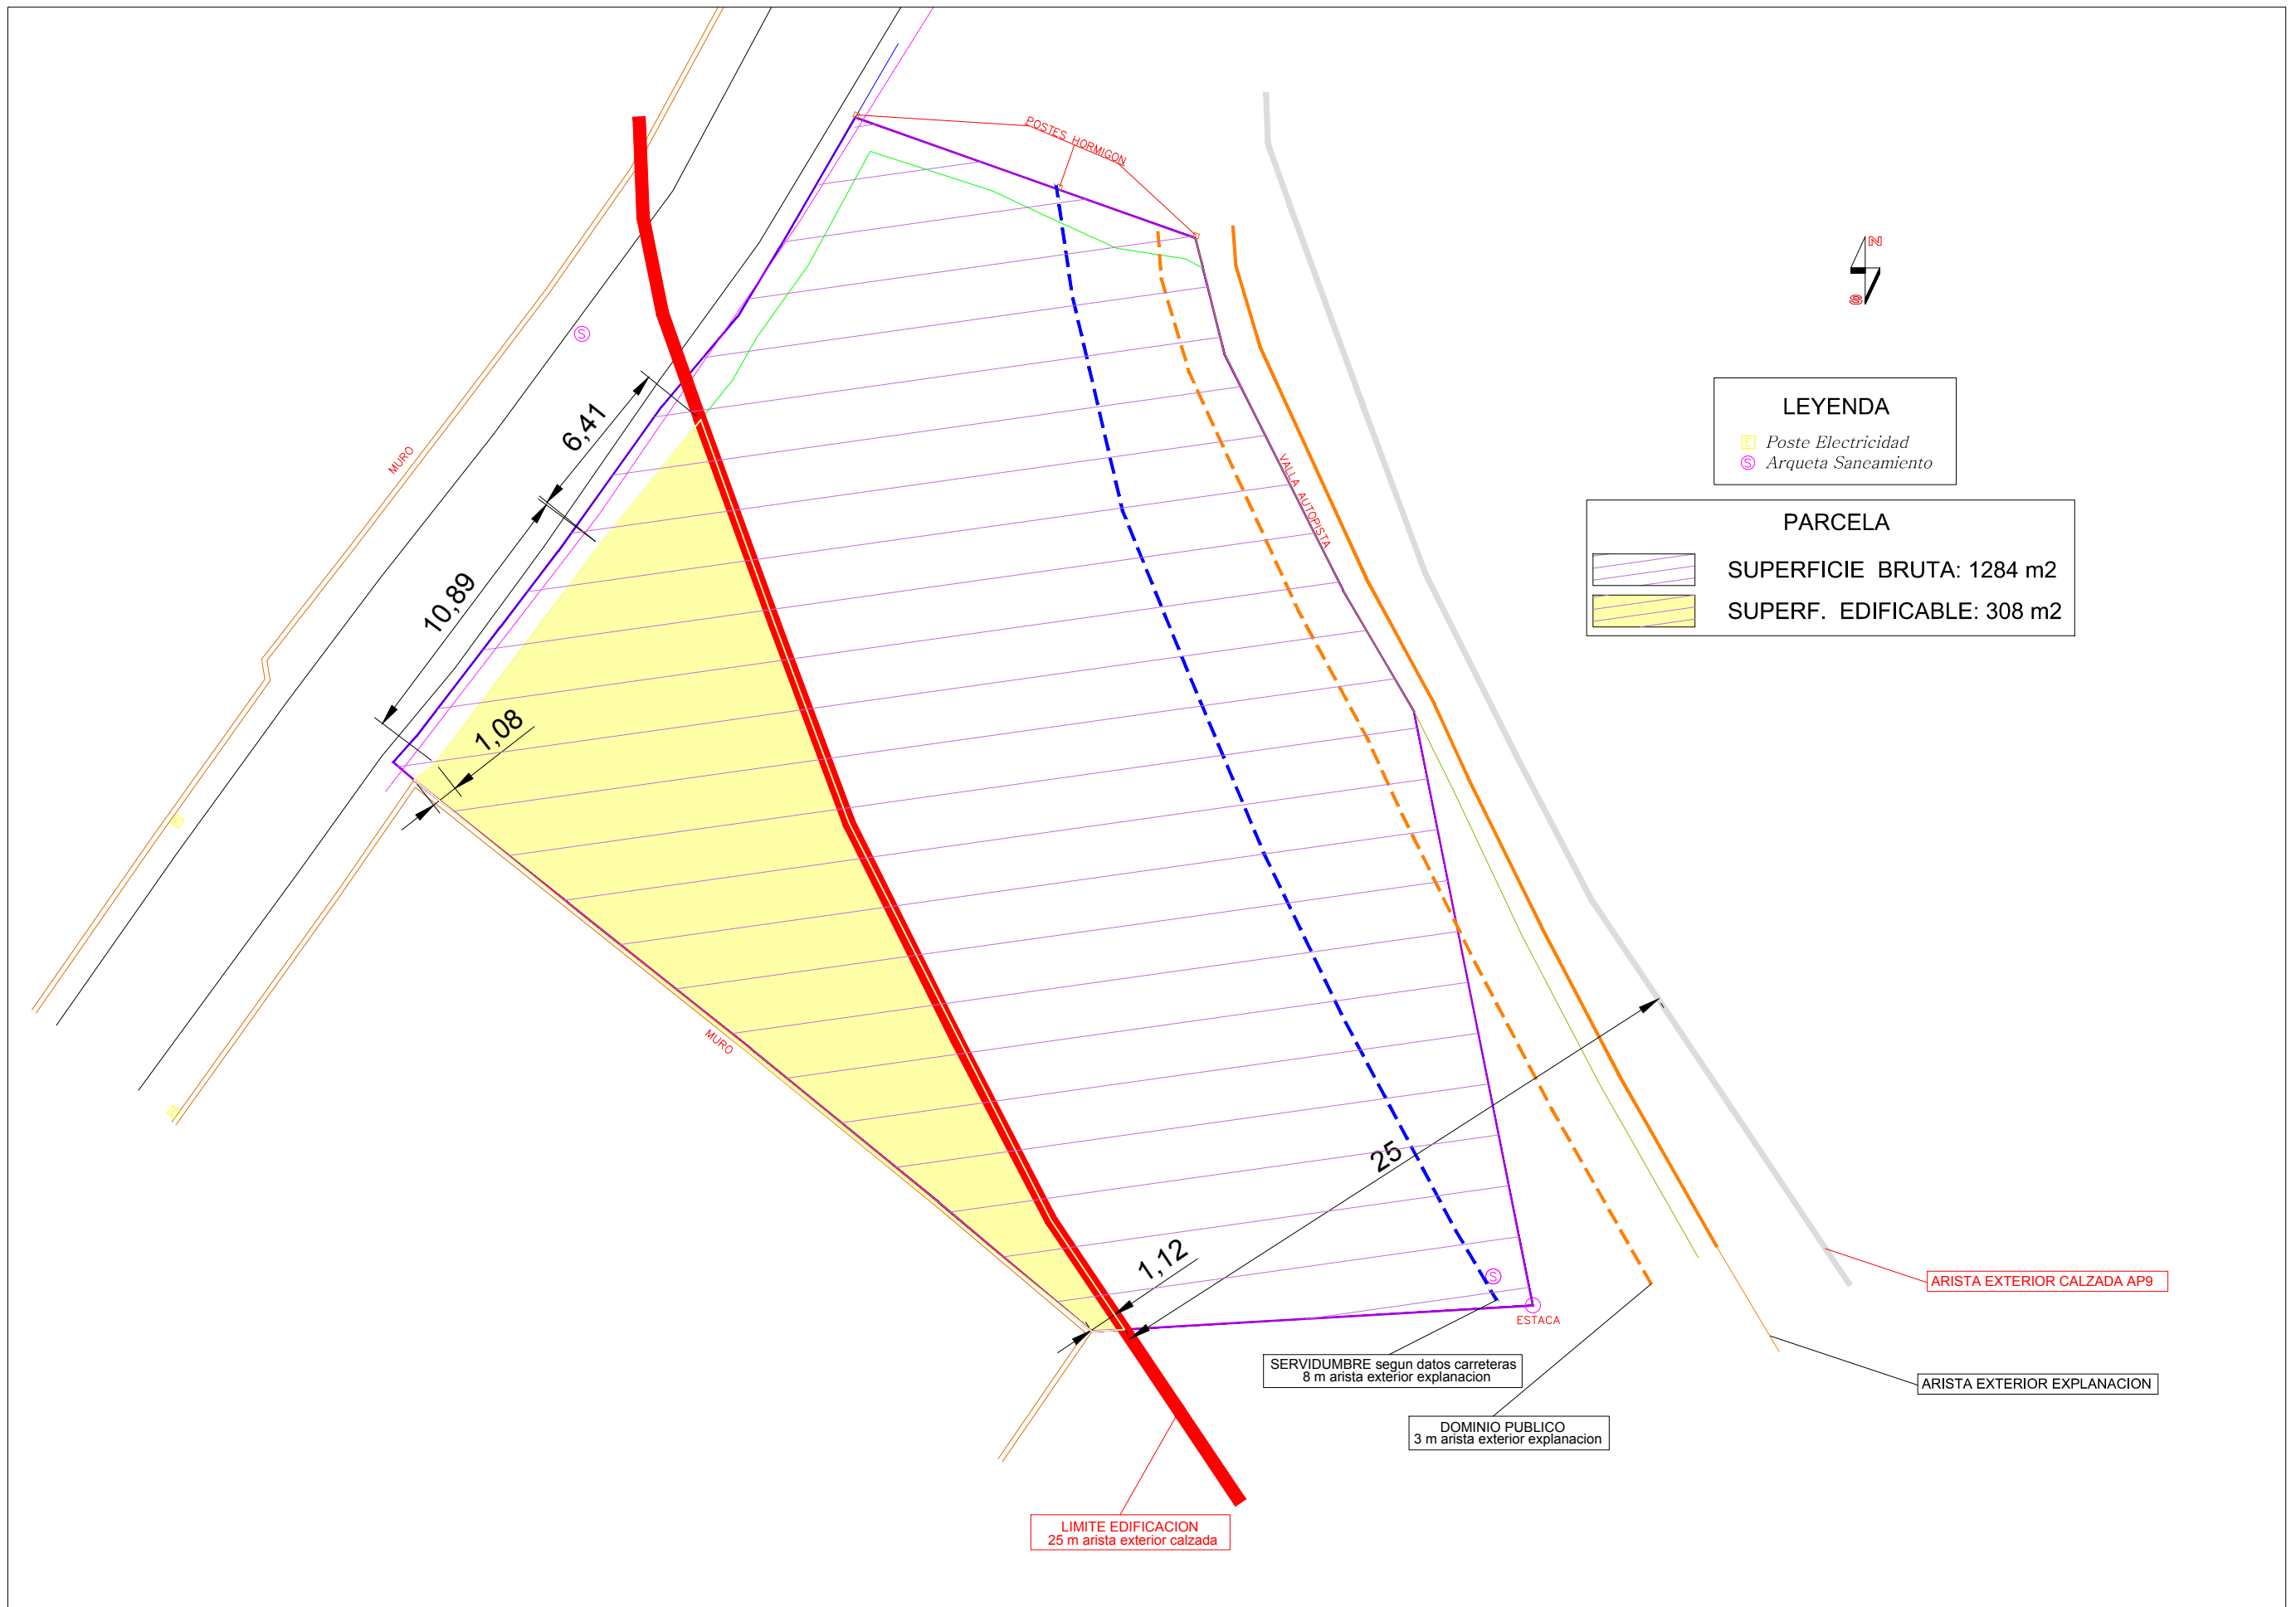 POSTES HORMIGON
N
S
LEYENDA
E Poste Electricidad
S Arqueta Saneamiento
PARCELA
SUPERFICIE BRUTA: 1284 m2
SUPERF. EDIFICABLE: 308 m2
S
6,41
MURO
VALLA AUTOPISTA
10,89
1,08
E
MURO
E
25
1,12
S
ESTACA
ARISTA EXTERIOR CALZADA AP9
SERVIDUMBRE segun datos carreteras
8 m arista exterior explanacion
ARISTA EXTERIOR EXPLANACION
DOMINIO PUBLICO
3 m arista exterior explanacion
LIMITE EDIFICACION
25 m arista exterior calzada